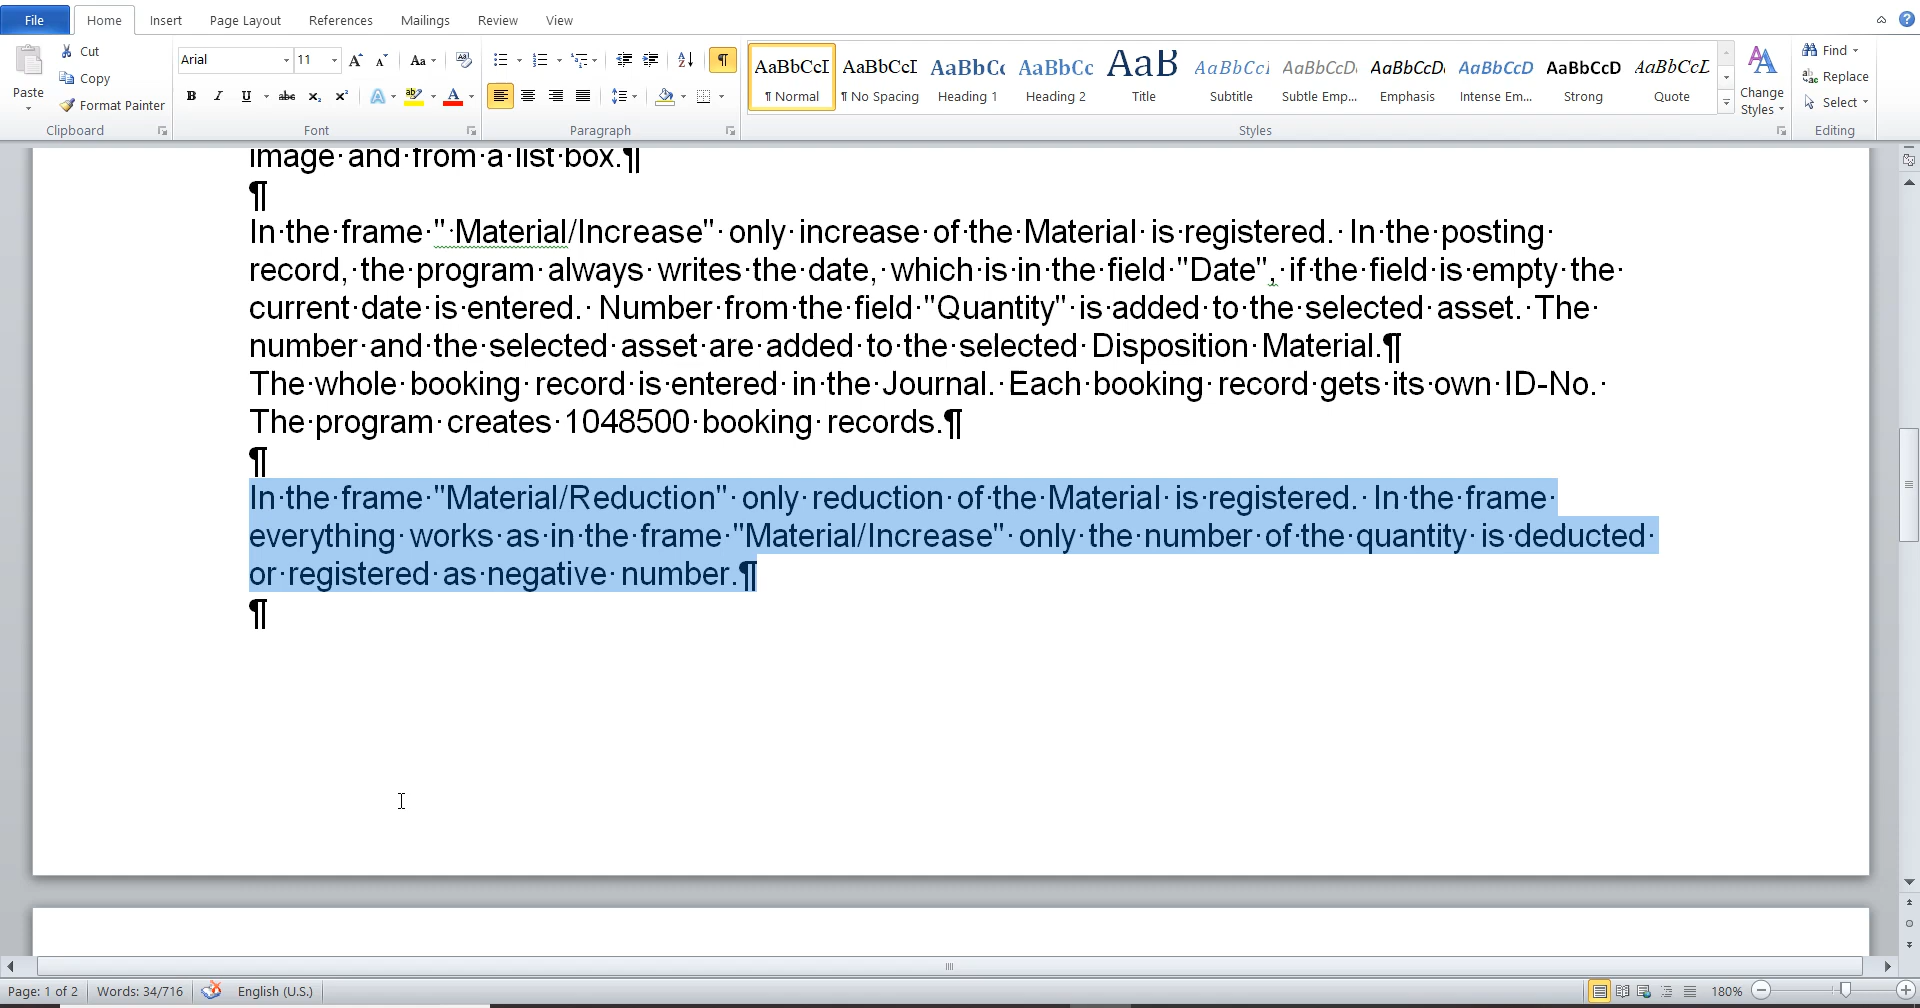 File Home Insert Page Layout References Mailings Review View
Cut
Copy
Format Painter
Paste
Clipboard
Arial 11
Font
Paragraph
AaBbCcI AaBbCcI AaBbCc AaBbCc AaB AaBbCcI AaBbCcD AaBbCcD AaBbCcD AaBbCcD AaBbCcL
¶ Normal ¶ No Spacing Heading 1 Heading 2 Title Subtitle Subtle Emp... Emphasis Intense Em... Strong Quote
Change
Styles
Styles
Find
Replace
Select
Editing
image and from a list box.¶
¶
In the frame " Material/Increase" only increase of the Material is registered. In the posting
record, the program always writes the date, which is in the field "Date", if the field is empty the
current date is entered. Number from the field "Quantity" is added to the selected asset. The
number and the selected asset are added to the selected Disposition Material.¶
The whole booking record is entered in the Journal. Each booking record gets its own ID-No.
The program creates 1048500 booking records.¶
¶
In the frame "Material/Reduction" only reduction of the Material is registered. In the frame
everything works as in the frame "Material/Increase" only the number of the quantity is deducted
or registered as negative number.¶
¶
Page: 1 of 2 Words: 34/716 English (U.S.) 180%